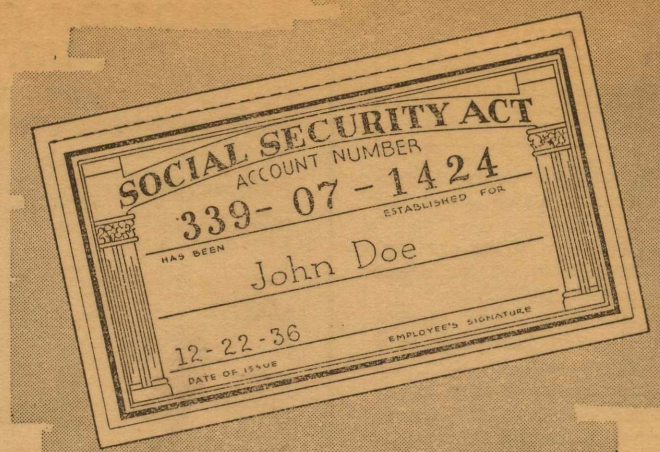 SOCIAL SECURITY ACT
ACCOUNT NUMBER
339-07-1424
HAS BEEN ESTABLISHED FOR
John Doe
12-22-36
DATE OF ISSUE EMPLOYEE'S SIGNATURE